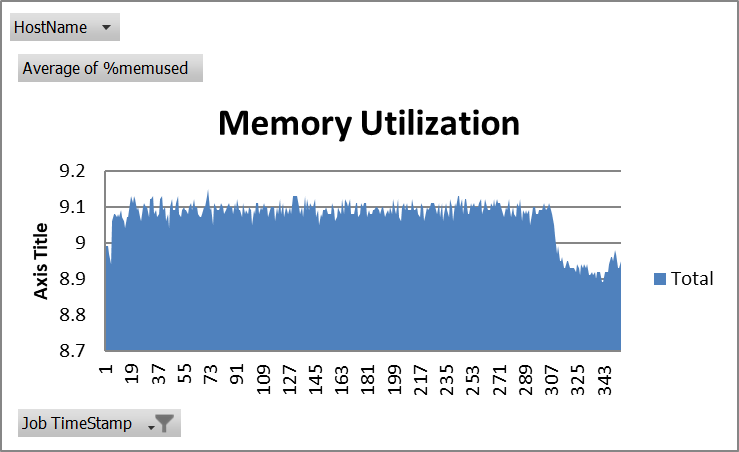 HostName
Average of %memused
Memory Utilization
9.2
9.1
9
8.9
8.8
8.7
Axis Title
1 19 37 55 73 91 109 127 145 163 181 199 217 235 253 271 289 307 325 343
Total
Job TimeStamp